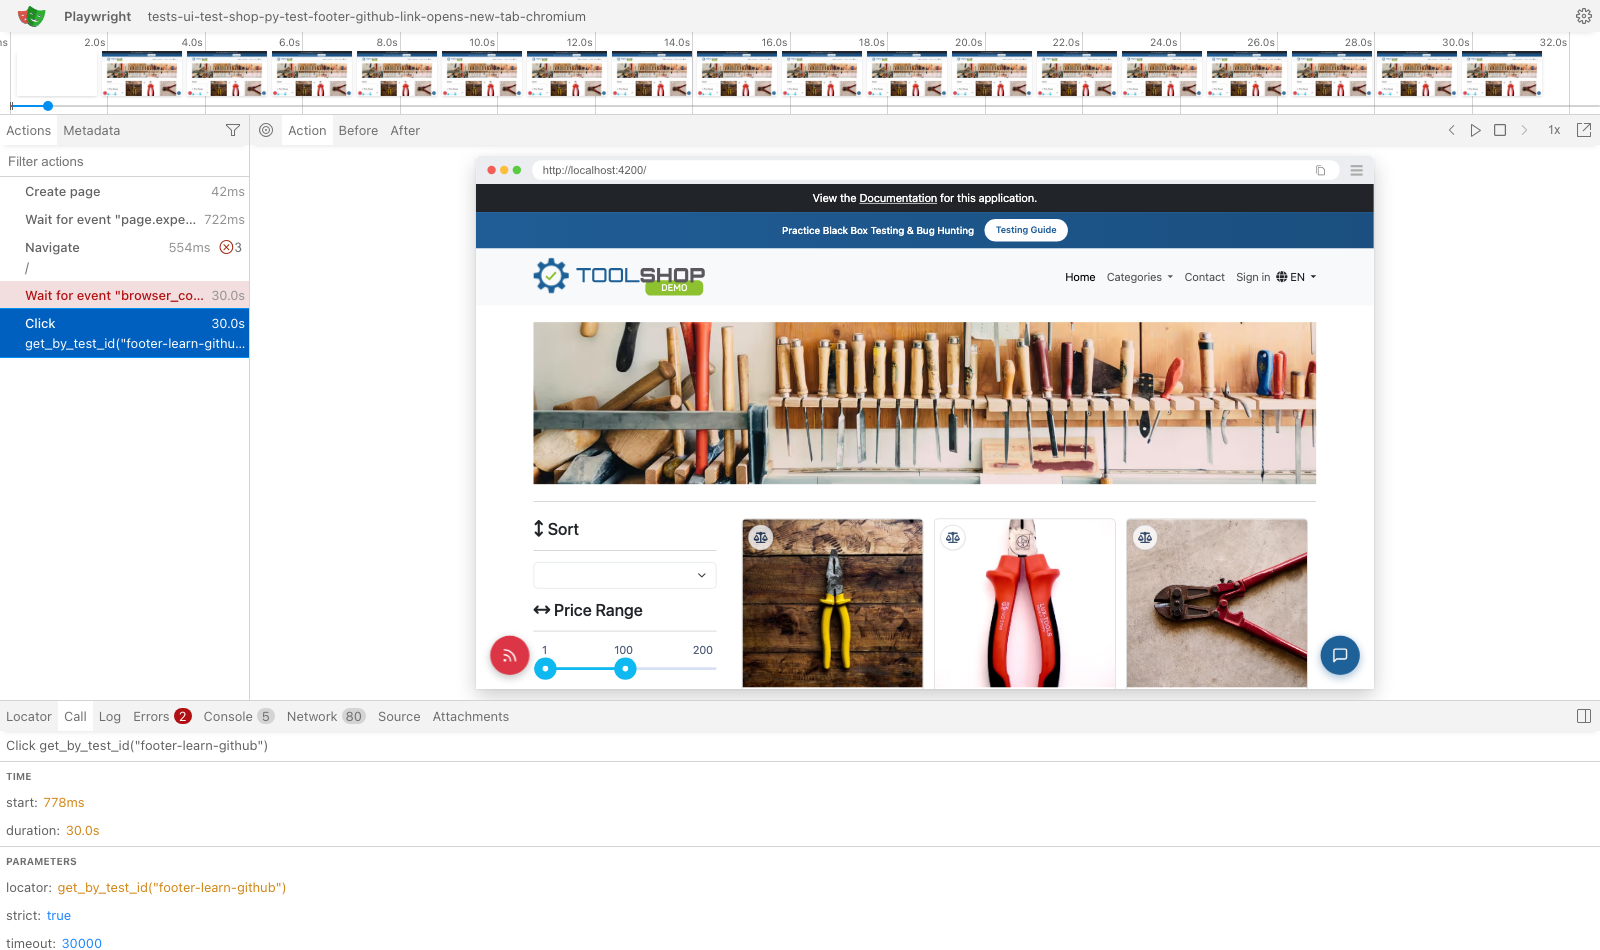 Playwright tests-ui-test-shop-py-test-footer-github-link-opens-new-tab-chromium
2.0s 4.0s 6.0s 8.0s 10.0s 12.0s 14.0s 16.0s 18.0s 20.0s 22.0s 24.0s 26.0s 28.0s 30.0s 32.0s
Actions Metadata
Action Before After 1x
Filter actions
Create page 42ms
Wait for event "page.expe... 722ms
Navigate 554ms 3
/
Wait for event "browser_co... 30.0s
Click 30.0s
get_by_test_id("footer-learn-githu...
http://localhost:4200/
View the Documentation for this application.
Practice Black Box Testing & Bug Hunting Testing Guide
TOOLSHOP
DEMO
Home Categories Contact Sign in EN
Sort
Price Range
1 100 200
Locator Call Log Errors 2 Console 5 Network 80 Source Attachments
Click get_by_test_id("footer-learn-github")
TIME
start: 778ms
duration: 30.0s
PARAMETERS
locator: get_by_test_id("footer-learn-github")
strict: true
timeout: 30000